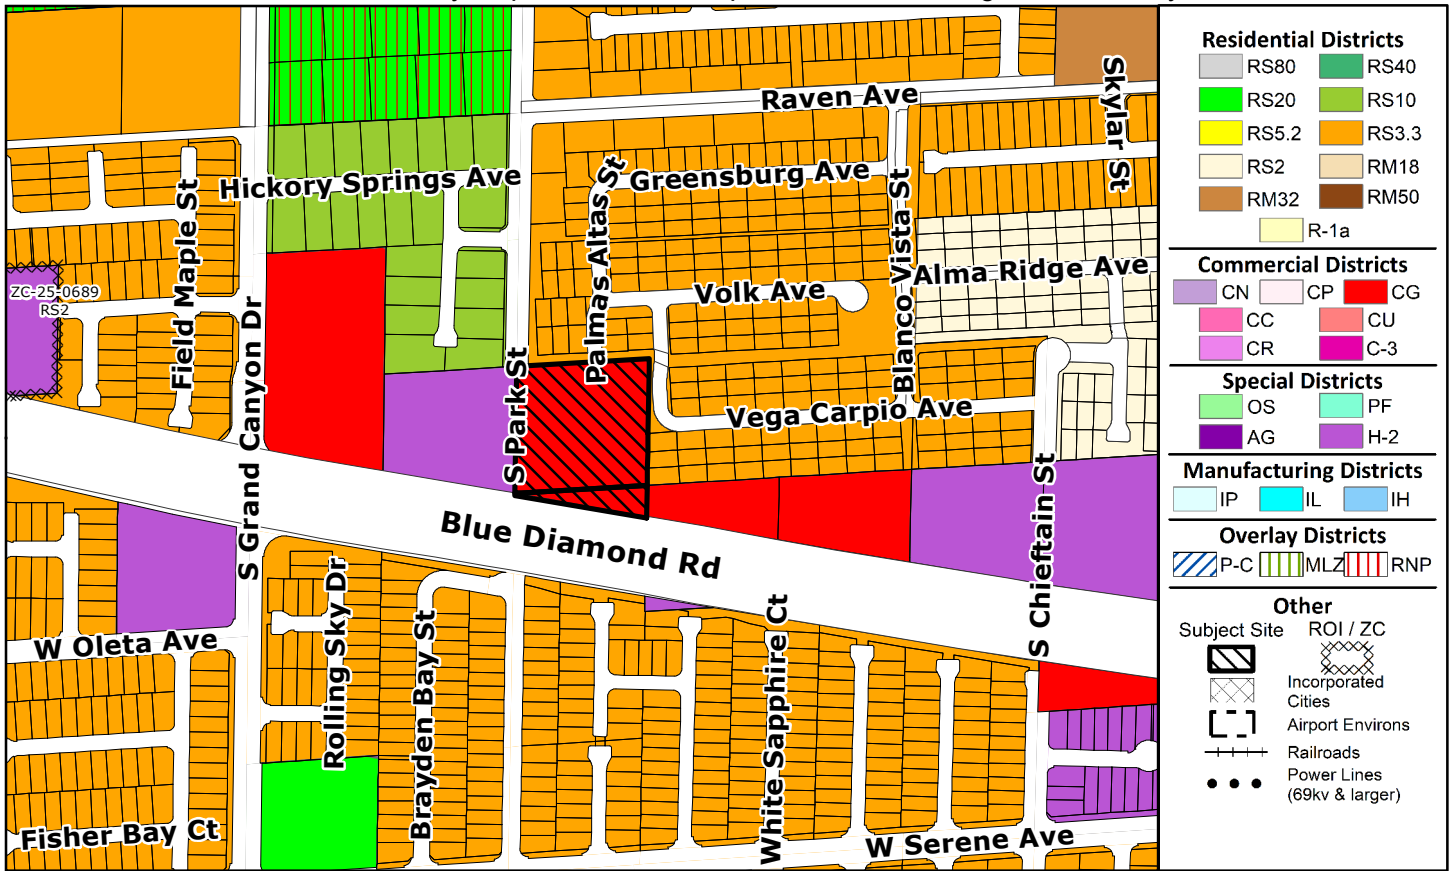 Raven Ave
Skylar St
Hickory Springs Ave
Palmas Altas St
Greensburg Ave
Blanco Vista St
Field Maple St
ZC-25-0689
RS2
Volk Ave
Alma Ridge Ave
S Grand Canyon Dr
S Park St
Vega Carpio Ave
S Chieftain St
Blue Diamond Rd
W Oleta Ave
Rolling Sky Dr
Brayden Bay St
White Sapphire Ct
Fisher Bay Ct
W Serene Ave
Residential Districts
RS80 RS40
RS20 RS10
RS5.2 RS3.3
RS2 RM18
RM32 RM50
R-1a
Commercial Districts
CN CP CG
CC CU
CR C-3
Special Districts
OS PF
AG H-2
Manufacturing Districts
IP IL IH
Overlay Districts
P-C MLZ RNP
Other
Subject Site ROI / ZC
Incorporated
Cities
Airport Environs
Railroads
Power Lines
(69kv & larger)